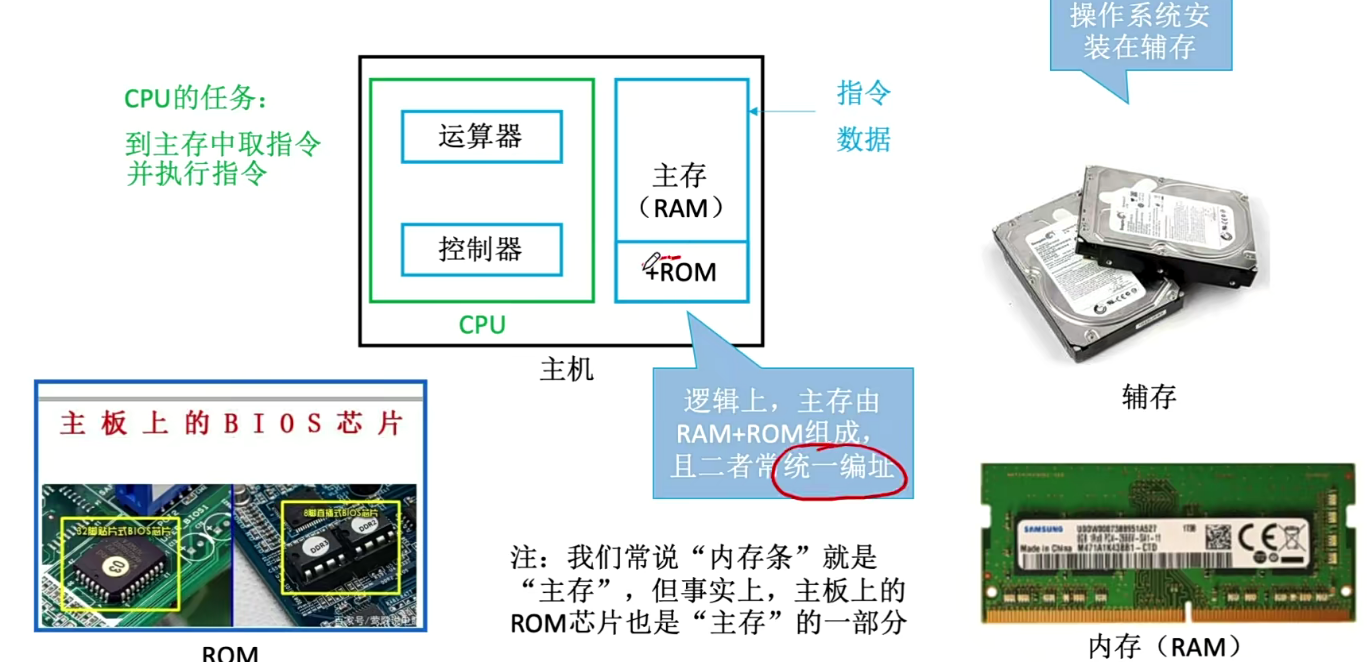 操作系统安
装在辅存
CPU的任务：
到主存中取指令
并执行指令
运算器
控制器
CPU
主存
（RAM）
+ROM
主机
指令
数据
辅存
逻辑上，主存由
RAM+ROM组成，
且二者常统一编址
主板上的BIOS芯片
32脚贴片式BIOS芯片
8脚直插式BIOS芯片
03
DDR3
DDR2
BIOS1
ROM
注：我们常说“内存条”就是
“主存”，但事实上，主板上的
ROM芯片也是“主存”的一部分
SAMSUNG
Made in China
内存（RAM）